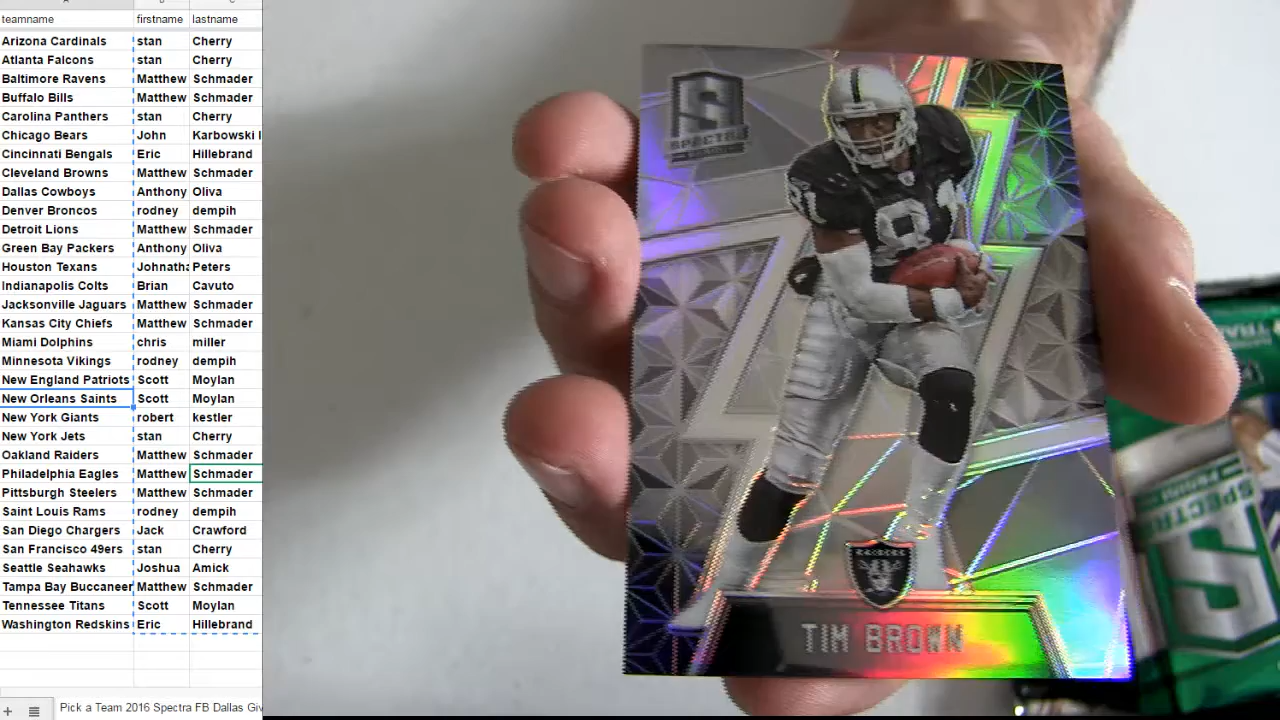 teamname firstname lastname
Arizona Cardinals stan Cherry
Atlanta Falcons stan Cherry
Baltimore Ravens Matthew Schmader
Buffalo Bills Matthew Schmader
Carolina Panthers stan Cherry
Chicago Bears John Karbowski I
Cincinnati Bengals Eric Hillebrand
Cleveland Browns Matthew Schmader
Dallas Cowboys Anthony Oliva
Denver Broncos rodney dempih
Detroit Lions Matthew Schmader
Green Bay Packers Anthony Oliva
Houston Texans Johnatha Peters
Indianapolis Colts Brian Cavuto
Jacksonville Jaguars Matthew Schmader
Kansas City Chiefs Matthew Schmader
Miami Dolphins chris miller
Minnesota Vikings rodney dempih
New England Patriots Scott Moylan
New Orleans Saints Scott Moylan
New York Giants robert kestler
New York Jets stan Cherry
Oakland Raiders Matthew Schmader
Philadelphia Eagles Matthew Schmader
Pittsburgh Steelers Matthew Schmader
Saint Louis Rams rodney dempih
San Diego Chargers Jack Crawford
San Francisco 49ers stan Cherry
Seattle Seahawks Joshua Amick
Tampa Bay Buccaneer Matthew Schmader
Tennessee Titans Scott Moylan
Washington Redskins Eric Hillebrand
Pick a Team 2016 Spectra FB Dallas Giv
SPECTRA
81
81
TIM BROWN
SPECTRA